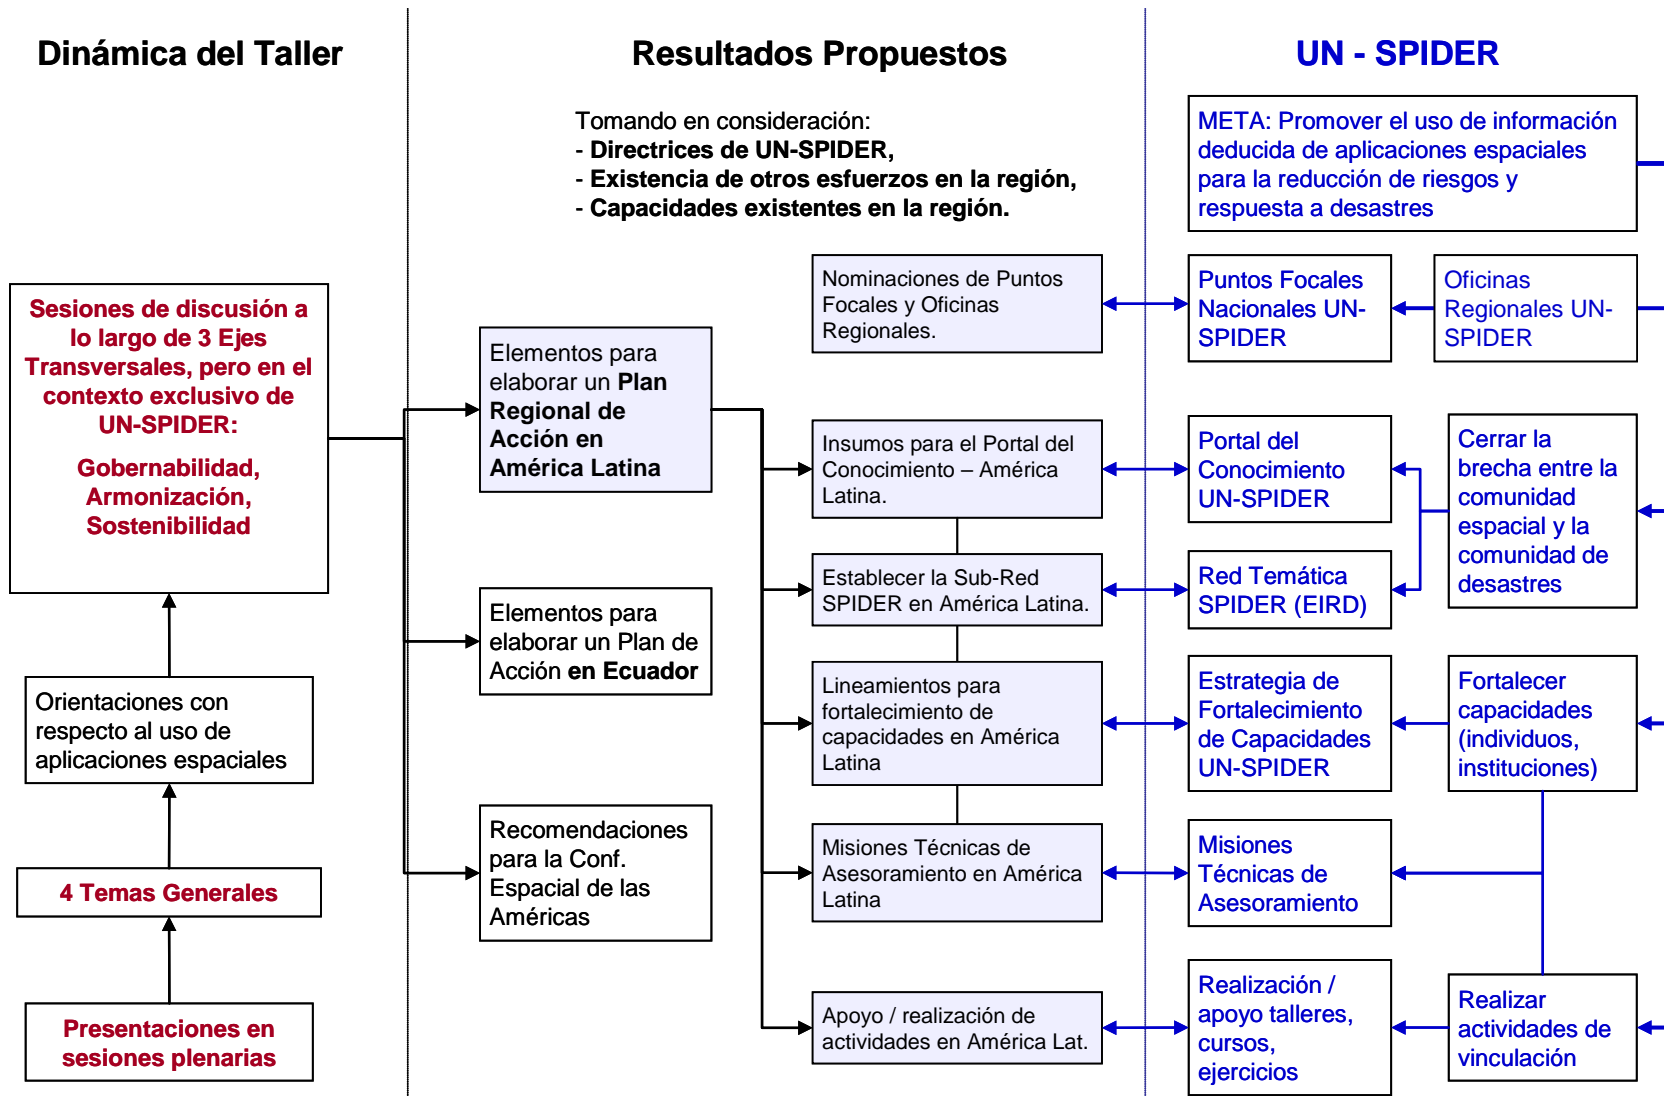 Dinámica del Taller
Resultados Propuestos
UN - SPIDER
Tomando en consideración:
- Directrices de UN-SPIDER,
- Existencia de otros esfuerzos en la región,
- Capacidades existentes en la región.
META: Promover el uso de información
deducida de aplicaciones espaciales
para la reducción de riesgos y
respuesta a desastres
Sesiones de discusión a
lo largo de 3 Ejes
Transversales, pero en el
contexto exclusivo de
UN-SPIDER:
Gobernabilidad,
Armonización,
Sostenibilidad
Orientaciones con
respecto al uso de
aplicaciones espaciales
4 Temas Generales
Presentaciones en
sesiones plenarias
Elementos para
elaborar un Plan
Regional de
Acción en
América Latina
Elementos para
elaborar un Plan de
Acción en Ecuador
Recomendaciones
para la Conf.
Espacial de las
Américas
Nominaciones de Puntos
Focales y Oficinas
Regionales.
Insumos para el Portal del
Conocimiento – América
Latina.
Establecer la Sub-Red
SPIDER en América Latina.
Lineamientos para
fortalecimiento de
capacidades en América
Latina
Misiones Técnicas de
Asesoramiento en América
Latina
Apoyo / realización de
actividades en América Lat.
Puntos Focales
Nacionales UN-
SPIDER
Oficinas
Regionales UN-
SPIDER
Portal del
Conocimiento
UN-SPIDER
Red Temática
SPIDER (EIRD)
Cerrar la
brecha entre la
comunidad
espacial y la
comunidad de
desastres
Estrategia de
Fortalecimiento
de Capacidades
UN-SPIDER
Fortalecer
capacidades
(individuos,
instituciones)
Misiones
Técnicas de
Asesoramiento
Realización /
apoyo talleres,
cursos,
ejercicios
Realizar
actividades de
vinculación